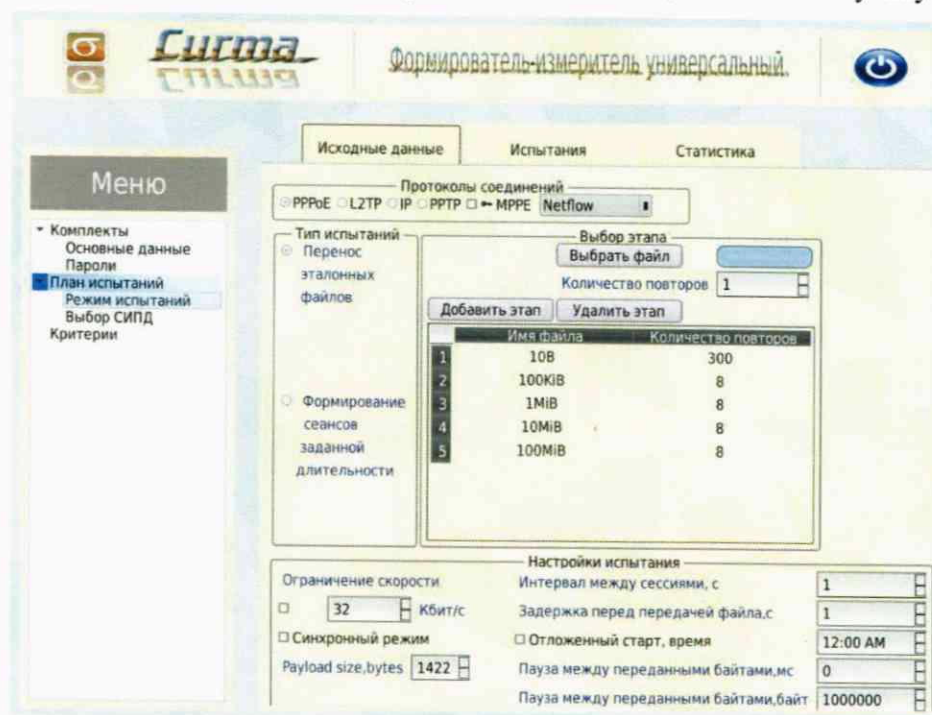 Сигма
Формирователь-измеритель универсальный.
Исходные данные
Испытания
Статистика
Меню
Комплекты
Основные данные
Пароли
План испытаний
Режим испытаний
Выбор СИПД
Критерии
Протоколы соединений
PPPoE L2TP IP PPTP MPPE Netflow
Тип испытаний
Перенос
эталонных
файлов
Формирование
сеансов
заданной
длительности
Выбор этапа
Выбрать файл
Количество повторов 1
Добавить этап Удалить этап
Имя файла Количество повторов
1 10B 300
2 100KiB 8
3 1MiB 8
4 10MiB 8
5 100MiB 8
Настройки испытания
Ограничение скорости
32 Кбит/с
Синхронный режим
Payload size,bytes 1422
Интервал между сессиями, с 1
Задержка перед передачей файла,с 1
Отложенный старт, время 12:00 AM
Пауза между переданными байтами,мс 0
Пауза между переданными байтами,байт 1000000